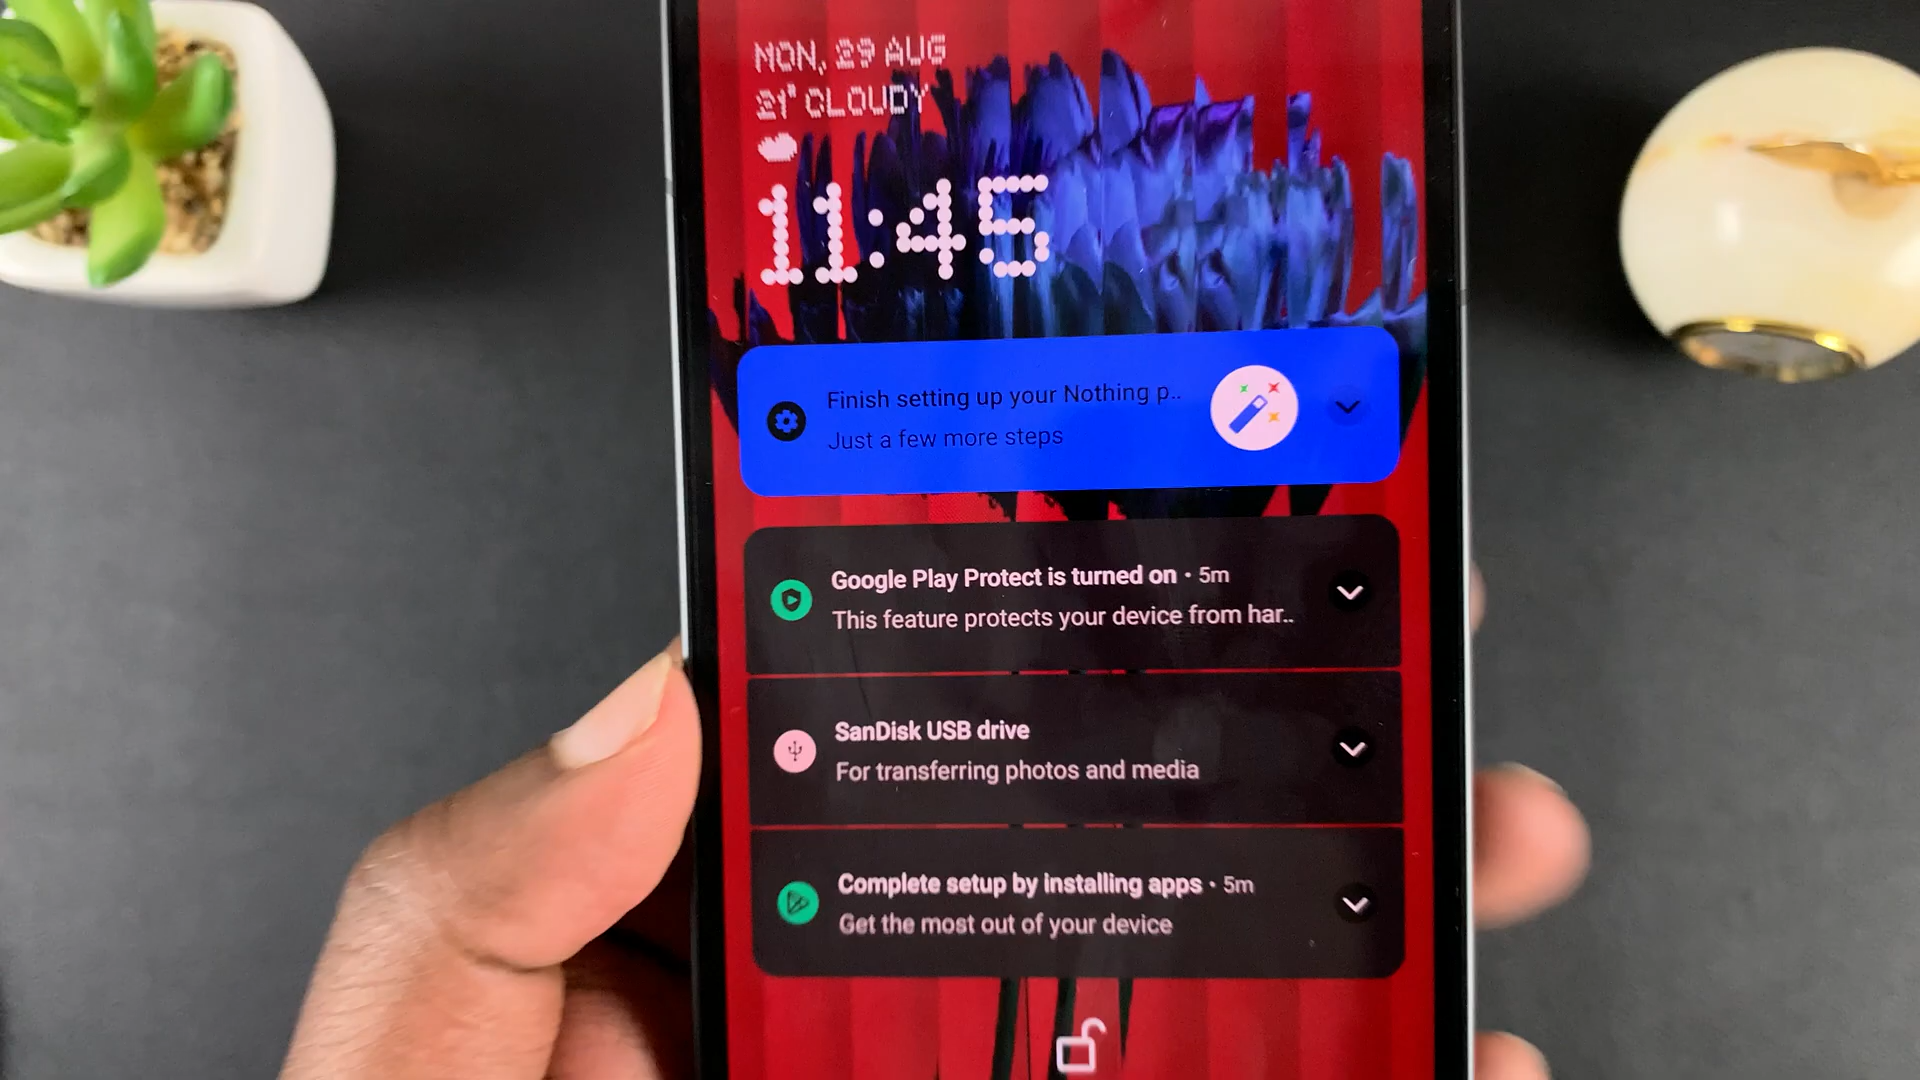 MON, 29 AUG
21° CLOUDY
11:45
Finish setting up your Nothing p..
Just a few more steps
Google Play Protect is turned on • 5m
This feature protects your device from har..
SanDisk USB drive
For transferring photos and media
Complete setup by installing apps • 5m
Get the most out of your device